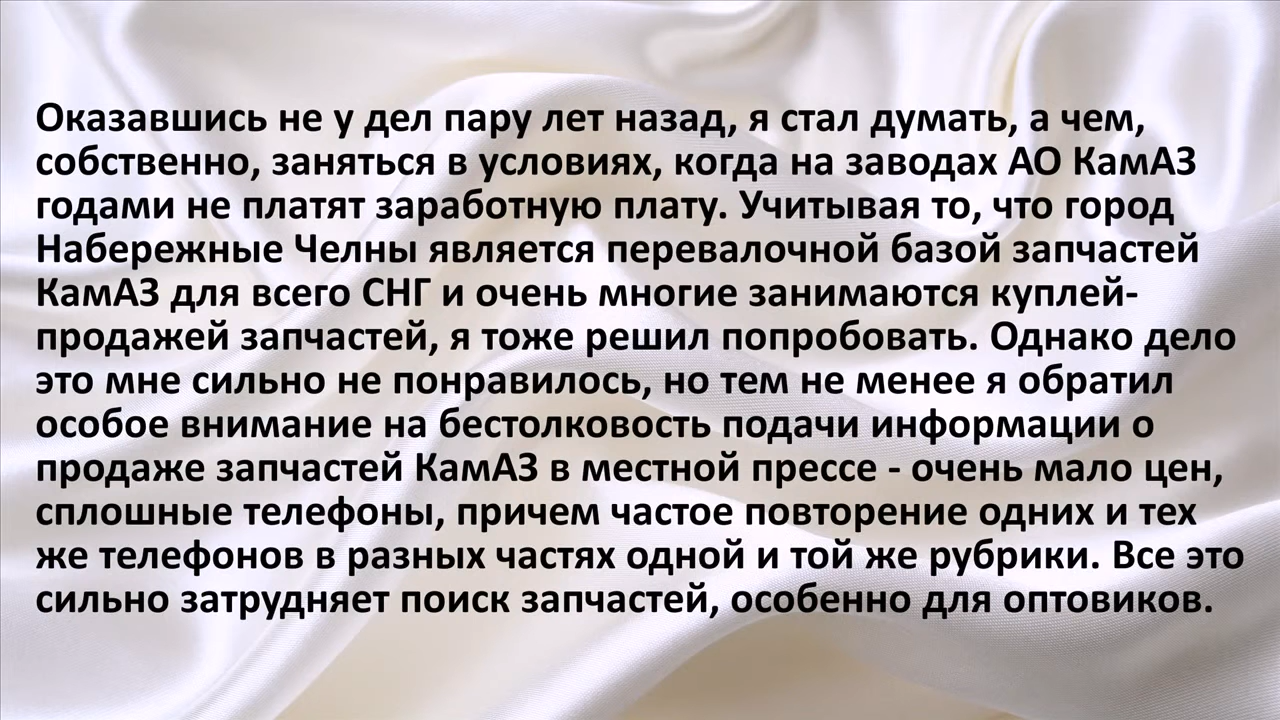 Оказавшись не у дел пару лет назад, я стал думать, а чем,
собственно, заняться в условиях, когда на заводах АО КамАЗ
годами не платят заработную плату. Учитывая то, что город
Набережные Челны является перевалочной базой запчастей
КамАЗ для всего СНГ и очень многие занимаются куплей-
продажей запчастей, я тоже решил попробовать. Однако дело
это мне сильно не понравилось, но тем не менее я обратил
особое внимание на бестолковость подачи информации о
продаже запчастей КамАЗ в местной прессе - очень мало цен,
сплошные телефоны, причем частое повторение одних и тех
же телефонов в разных частях одной и той же рубрики. Все это
сильно затрудняет поиск запчастей, особенно для оптовиков.